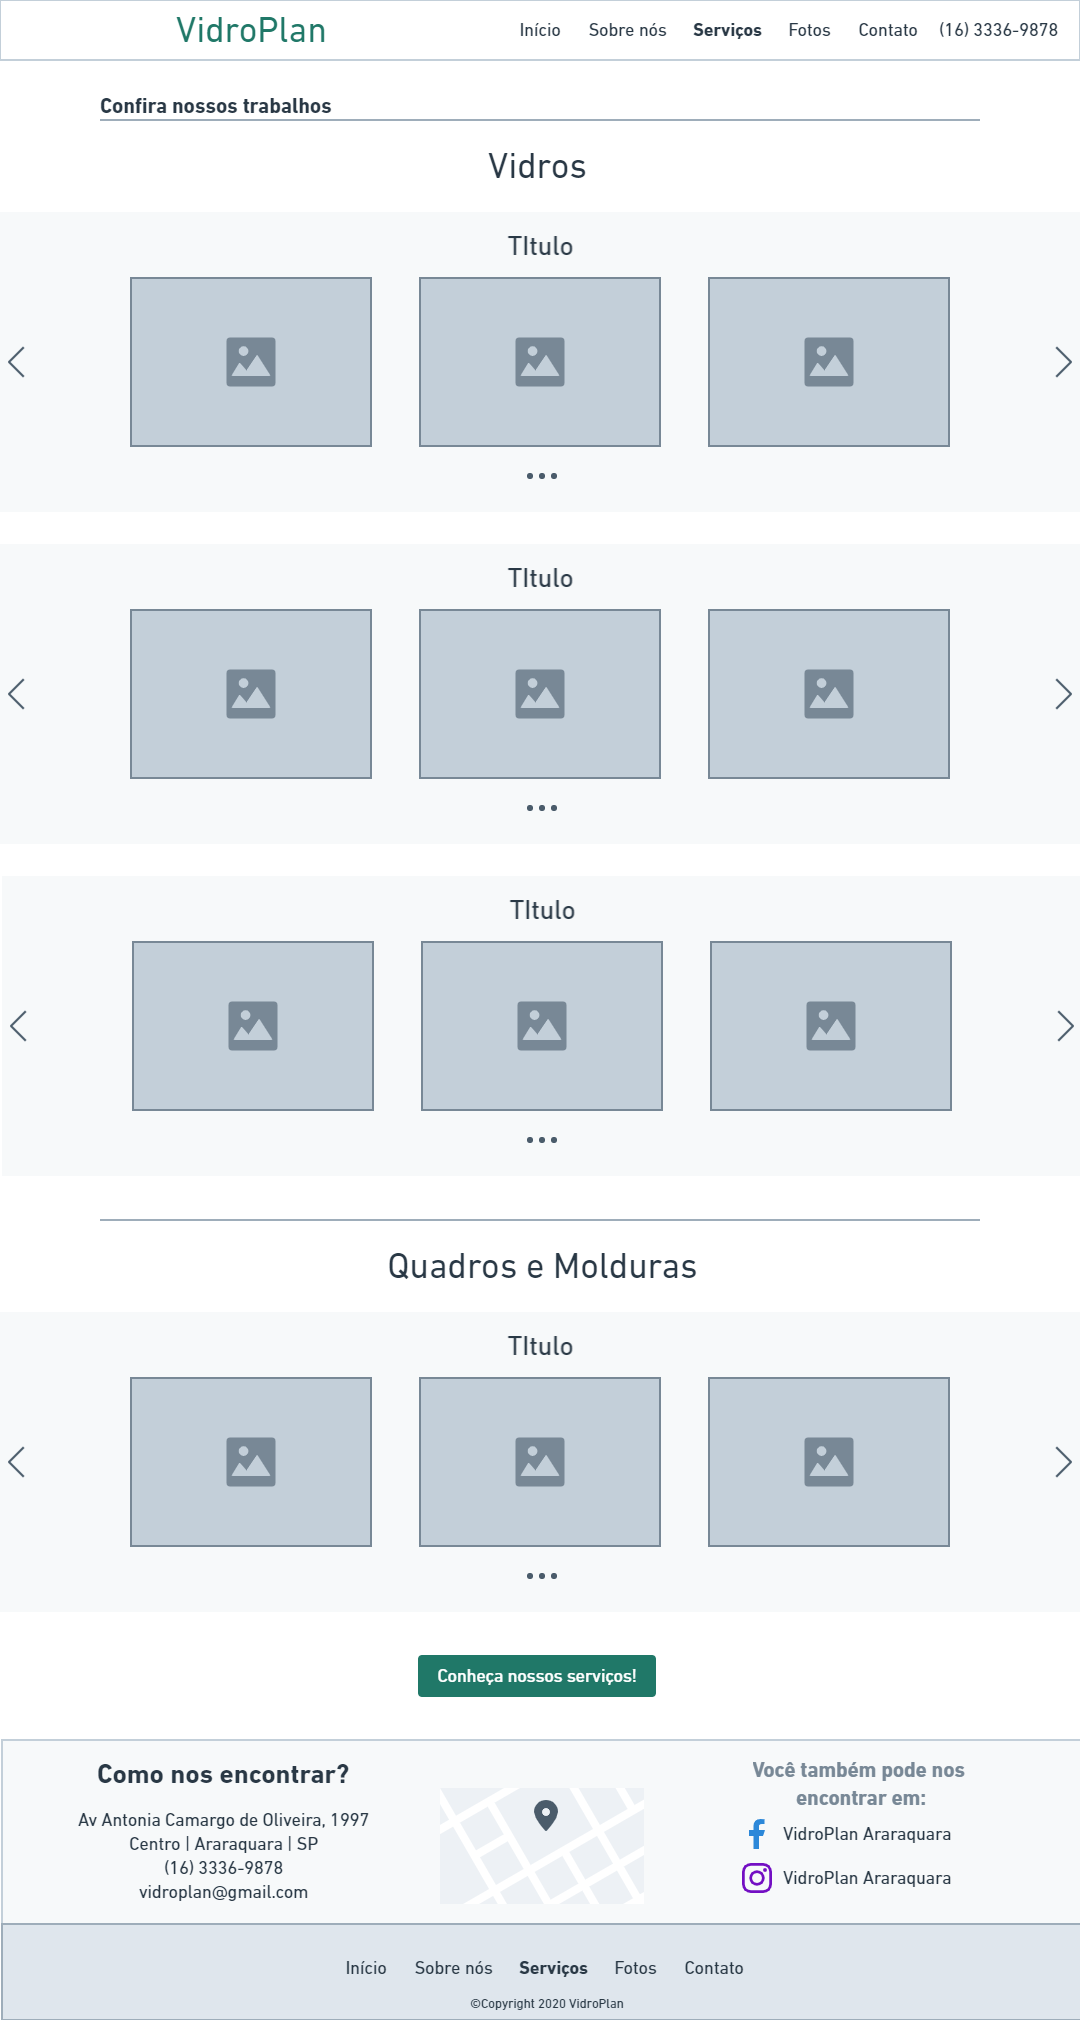 VidroPlan
Início Sobre nós Serviços Fotos Contato (16) 3336-9878
Confira nossos trabalhos
Vidros
TItulo
TItulo
TItulo
Quadros e Molduras
TItulo
Conheça nossos serviços!
Como nos encontrar?
Av Antonia Camargo de Oliveira, 1997
Centro | Araraquara | SP
(16) 3336-9878
vidroplan@gmail.com
Você também pode nos
encontrar em:
VidroPlan Araraquara
VidroPlan Araraquara
Início Sobre nós Serviços Fotos Contato
©Copyright 2020 VidroPlan